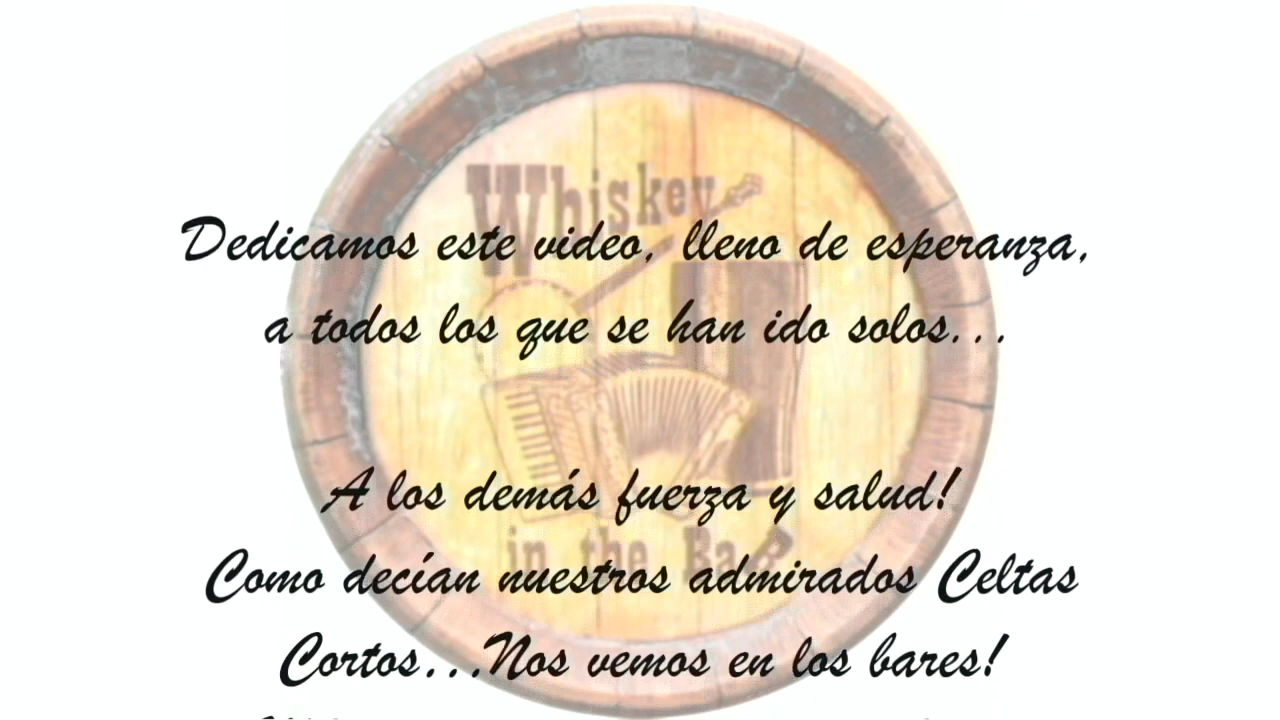 Whiskey
Dedicamos este video, lleno de esperanza,
a todos los que se han ido solos...
A los demás fuerza y salud!
in the Bar
Como decían nuestros admirados Celtas
Cortos...Nos vemos en los bares!